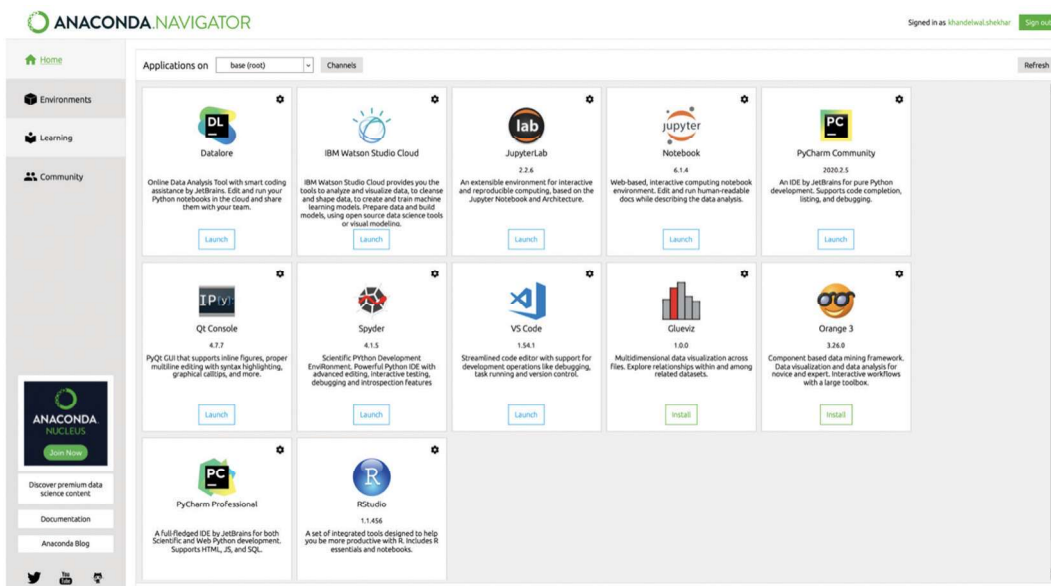 ANACONDA.NAVIGATOR
Signed in as khandelwal.shekhar
Sign out
Home
Environments
Learning
Community
Applications on
base (root)
Channels
Refresh
DL
Datalore
Online Data Analysis Tool with smart coding
assistance by JetBrains. Edit and run your
Python notebooks in the cloud and share
them with your team.
Launch
IBM Watson Studio Cloud
IBM Watson Studio Cloud provides you the
tools to analyze and visualize data, to cleanse
and shape data, to create and train machine
learning models. Prepare data and build
models, using open source data science tools
or visual modeling.
Launch
lab
JupyterLab
2.2.6
An extensible environment for interactive
and reproducible computing, based on the
Jupyter Notebook and Architecture.
Launch
jupyter
Notebook
6.1.4
Web-based, interactive computing notebook
environment. Edit and run human-readable
docs while describing the data analysis.
Launch
PC
PyCharm Community
2020.2.5
An IDE by JetBrains for pure Python
development. Supports code completion,
listing, and debugging.
Launch
IP[y]:
Qt Console
4.7.7
PyQt GUI that supports inline figures, proper
multiline editing with syntax highlighting,
graphical calltips, and more.
Launch
Spyder
4.1.5
Scientific PYthon Development
EnviRonment. Powerful Python IDE with
advanced editing, interactive testing,
debugging and introspection features
Launch
VS Code
1.54.1
Streamlined code editor with support for
development operations like debugging,
task running and version control.
Launch
Glueviz
1.0.0
Multidimensional data visualization across
files. Explore relationships within and among
related datasets.
Install
Orange 3
3.26.0
Component based data mining framework.
Data visualization and data analysis for
novice and expert. Interactive workflows
with a large toolbox.
Install
PC
PyCharm Professional
A full-fledged IDE by JetBrains for both
Scientific and Web Python development.
Supports HTML, JS, and SQL.
R
RStudio
1.1.456
A set of integrated tools designed to help
you be more productive with R. Includes R
essentials and notebooks.
ANACONDA.
NUCLEUS
Join Now
Discover premium data
science content
Documentation
Anaconda Blog
You
Tube